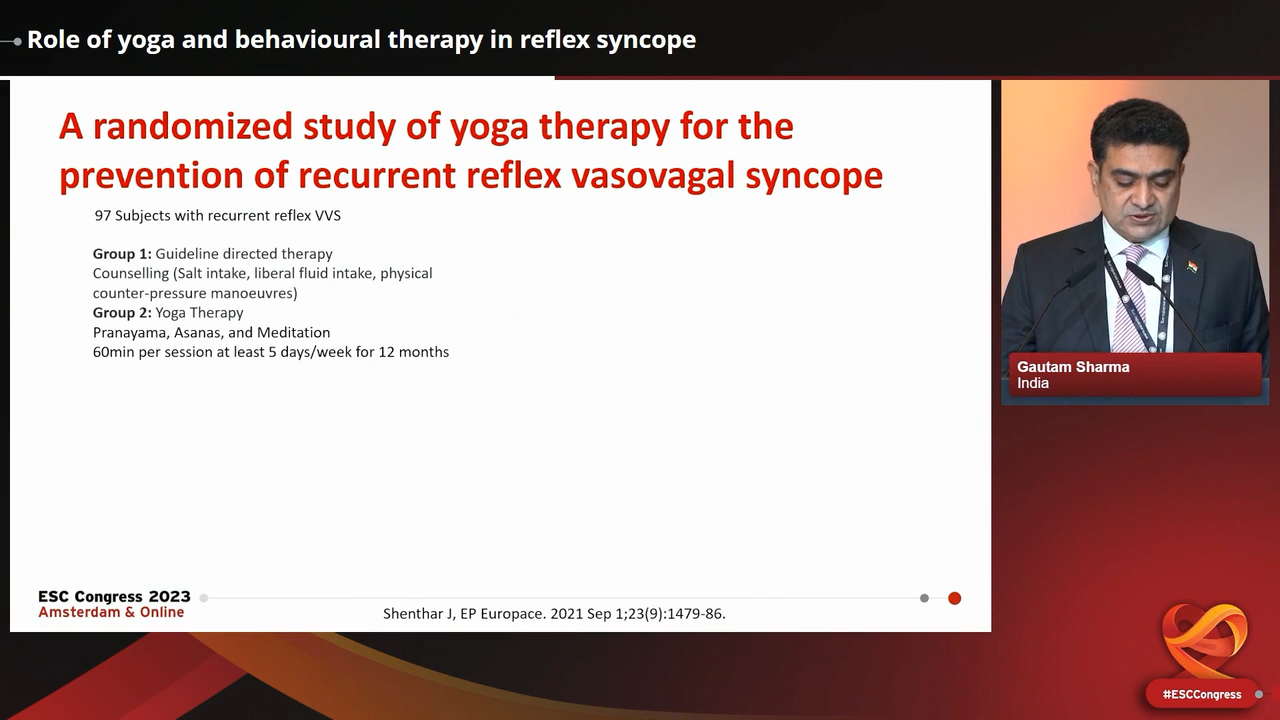 Role of yoga and behavioural therapy in reflex syncope
A randomized study of yoga therapy for the
prevention of recurrent reflex vasovagal syncope
97 Subjects with recurrent reflex VVS
Group 1: Guideline directed therapy
Counselling (Salt intake, liberal fluid intake, physical
counter-pressure manoeuvres)
Group 2: Yoga Therapy
Pranayama, Asanas, and Meditation
60min per session at least 5 days/week for 12 months
ESC Congress 2023
Amsterdam & Online
Shenthar J, EP Europace. 2021 Sep 1;23(9):1479-86.
Gautam Sharma
India
#ESCCongress